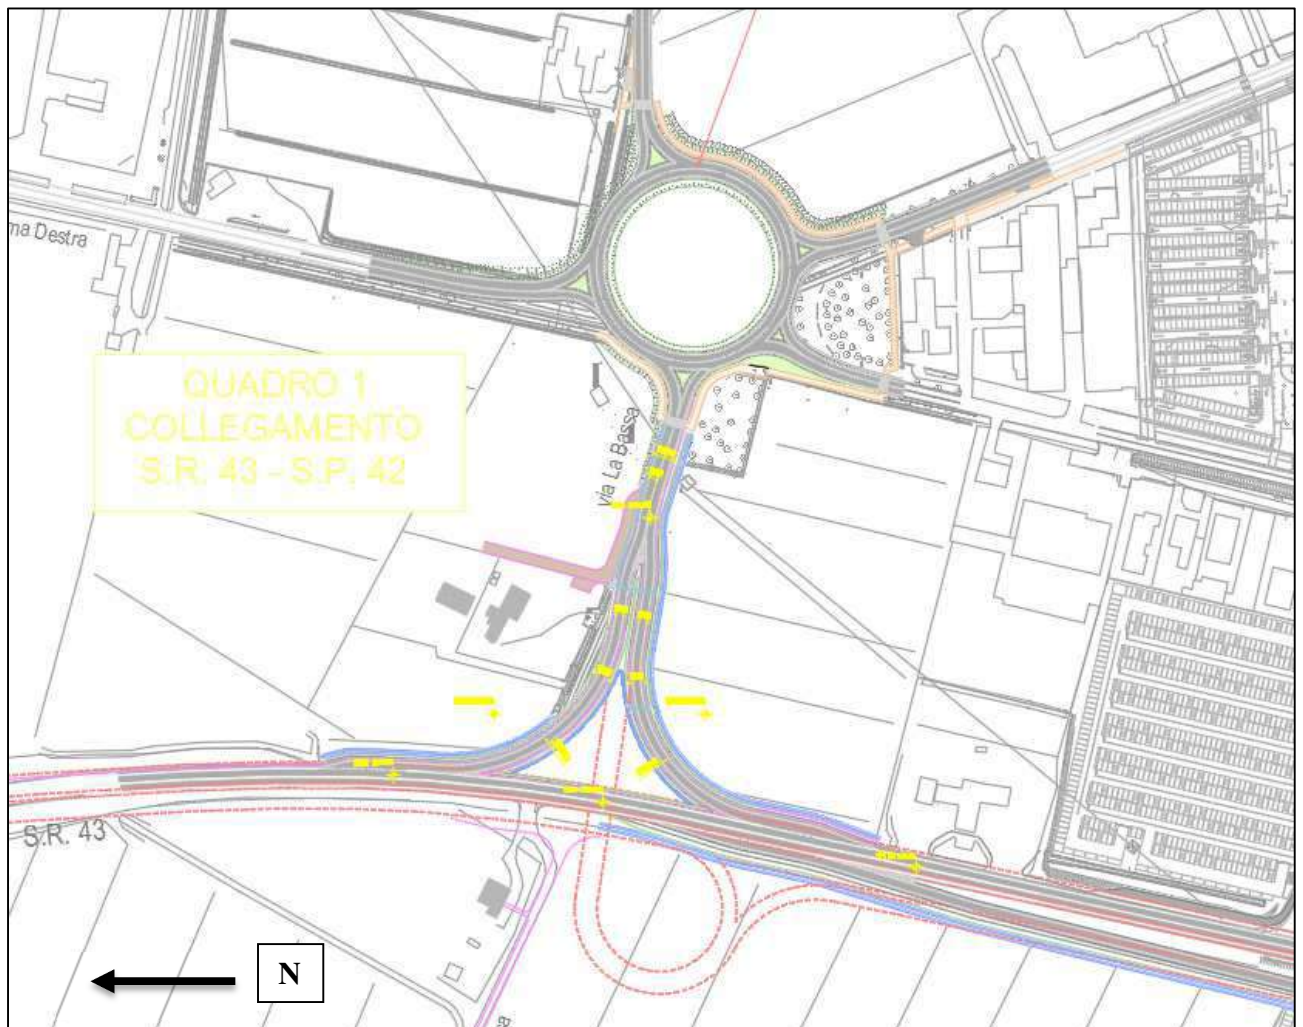 ma Destra
QUADRO 1
COLLEGAMENTO
S.R. 43 - S.P. 42
via La Bassa
S.R. 43
N